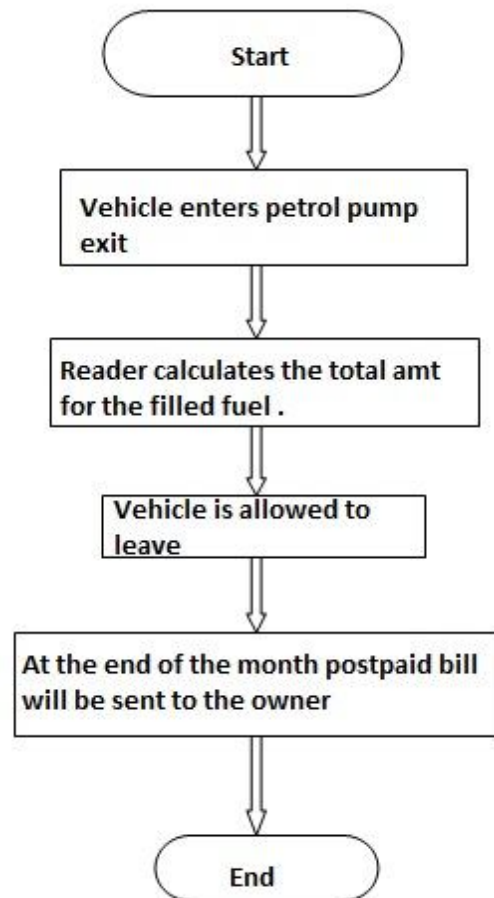 Start
Vehicle enters petrol pump
exit
Reader calculates the total amt
for the filled fuel .
Vehicle is allowed to
leave
At the end of the month postpaid bill
will be sent to the owner
End